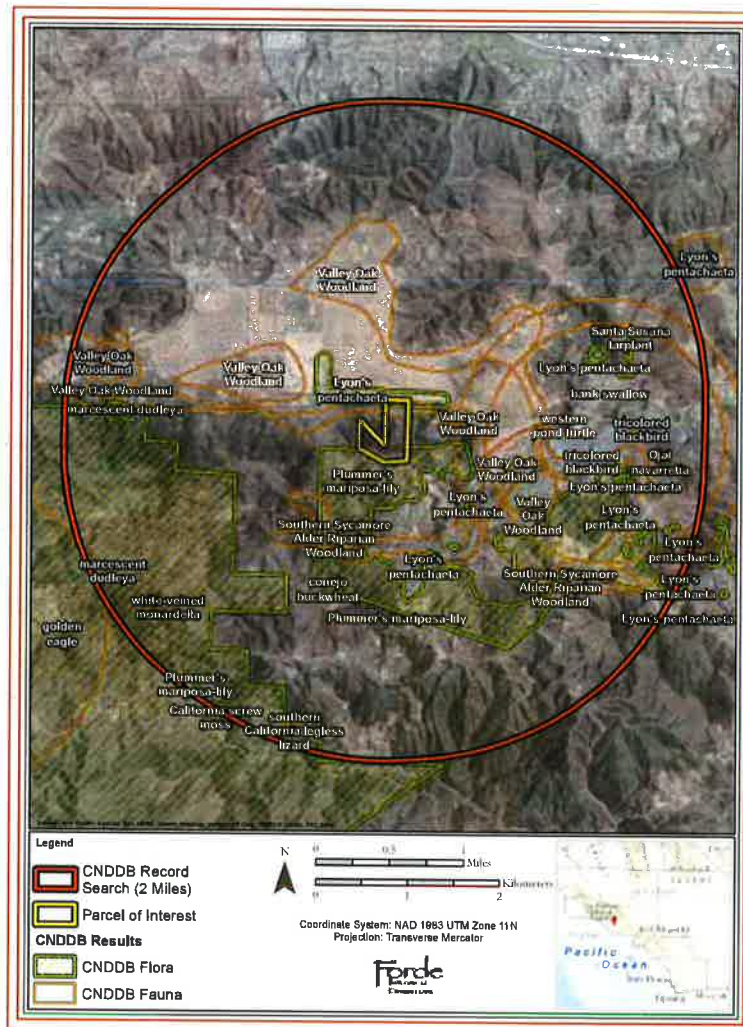 Lyon's
pentachaeta
Valley Oak
Woodland
Santa Susana
tarplant
Valley Oak
Woodland
Valley Oak
Woodland
Lyon's pentachaeta
Lyon's
pentachaeta
Valley Oak Woodland
bank swallow
marcescent dudleya
Valley Oak
Woodland
western
pond turtle
tricolored
blackbird
Plummer's
mariposa-lily
Valley Oak
Woodland
tricolored
blackbird
Ojai
navarretia
Lyon's pentachaeta
Lyon's
pentachaeta
Valley
Oak
Woodland
Lyon's
pentachaeta
Southern Sycamore
Alder Riparian
Woodland
Lyon's
pentachaeta
marcescent
dudleya
Lyon's
pentachaeta
conejo
buckwheat
Southern Sycamore
Alder Riparian
Woodland
Lyon's
pentachaeta
white-veined
monardella
Plummer's mariposa-lily
Lyon's pentachaeta
golden
eagle
Plummer's
mariposa-lily
California screw
moss
southern
California legless
lizard
Legend
CNDDB Record
Search (2 Miles)
Parcel of Interest
CNDDB Results
CNDDB Flora
CNDDB Fauna
N
0 0.5 1
Miles
0 1 2
Kilometers
Coordinate System: NAD 1983 UTM Zone 11N
Projection: Transverse Mercator
Forde
Pacific
Ocean